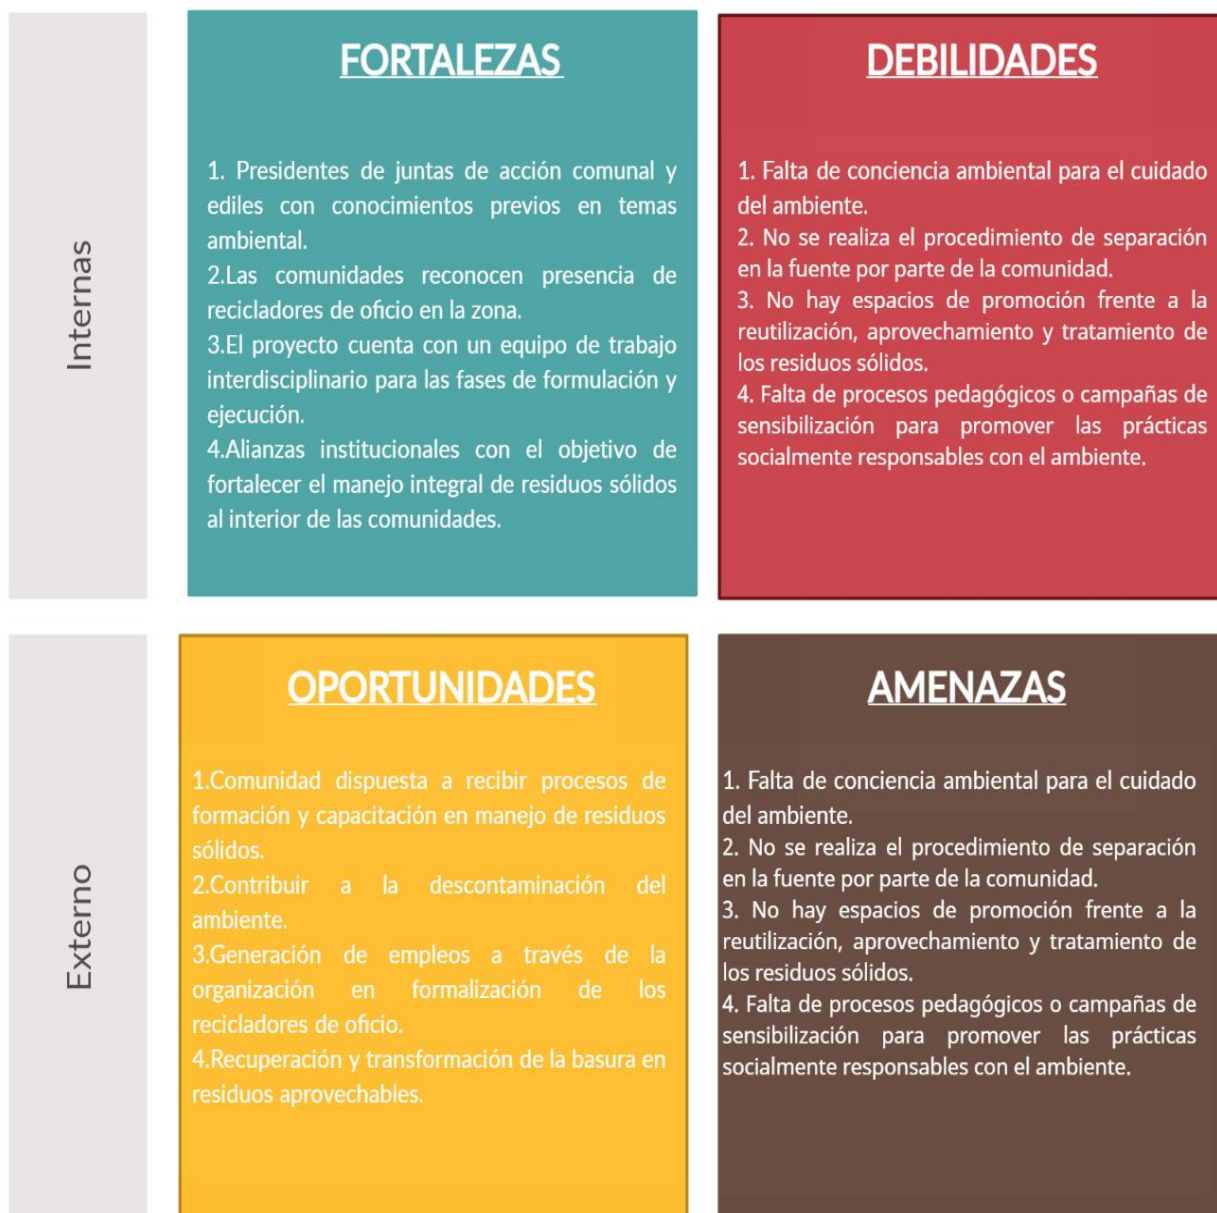 Internas
FORTALEZAS
1. Presidentes de juntas de acción comunal y
ediles con conocimientos previos en temas
ambiental.
2.Las comunidades reconocen presencia de
recicladores de oficio en la zona.
3.El proyecto cuenta con un equipo de trabajo
interdisciplinario para las fases de formulación y
ejecución.
4.Alianzas institucionales con el objetivo de
fortalecer el manejo integral de residuos sólidos
al interior de las comunidades.
DEBILIDADES
1. Falta de conciencia ambiental para el cuidado
del ambiente.
2. No se realiza el procedimiento de separación
en la fuente por parte de la comunidad.
3. No hay espacios de promoción frente a la
reutilización, aprovechamiento y tratamiento de
los residuos sólidos.
4. Falta de procesos pedagógicos o campañas de
sensibilización para promover las prácticas
socialmente responsables con el ambiente.
Externo
OPORTUNIDADES
1.Comunidad dispuesta a recibir procesos de
formación y capacitación en manejo de residuos
sólidos.
2.Contribuir a la descontaminación del
ambiente.
3.Generación de empleos a través de la
organización en formalización de los
recicladores de oficio.
4.Recuperación y transformación de la basura en
residuos aprovechables.
AMENAZAS
1. Falta de conciencia ambiental para el cuidado
del ambiente.
2. No se realiza el procedimiento de separación
en la fuente por parte de la comunidad.
3. No hay espacios de promoción frente a la
reutilización, aprovechamiento y tratamiento de
los residuos sólidos.
4. Falta de procesos pedagógicos o campañas de
sensibilización para promover las prácticas
socialmente responsables con el ambiente.